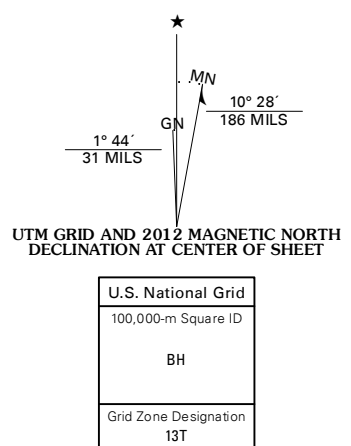 ★
MN
10° 28´
186 MILS
GN
1° 44´
31 MILS
UTM GRID AND 2012 MAGNETIC NORTH
DECLINATION AT CENTER OF SHEET
U.S. National Grid
100,000-m Square ID
BH
Grid Zone Designation
13T